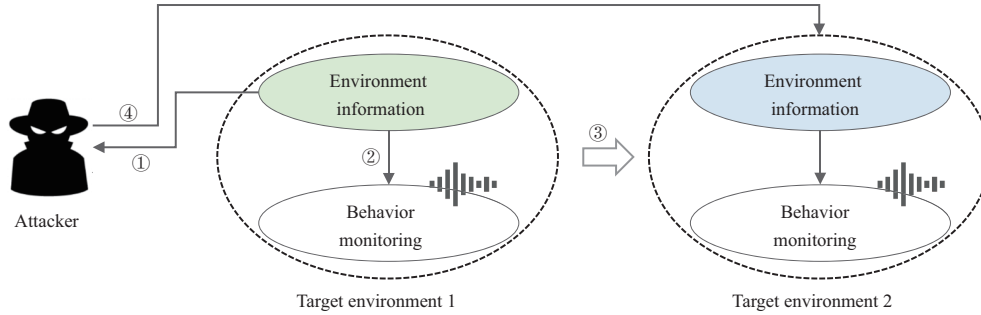 Environment
information
Environment
information
④
①
②
③
Attacker
Behavior
monitoring
Behavior
monitoring
Target environment 1
Target environment 2